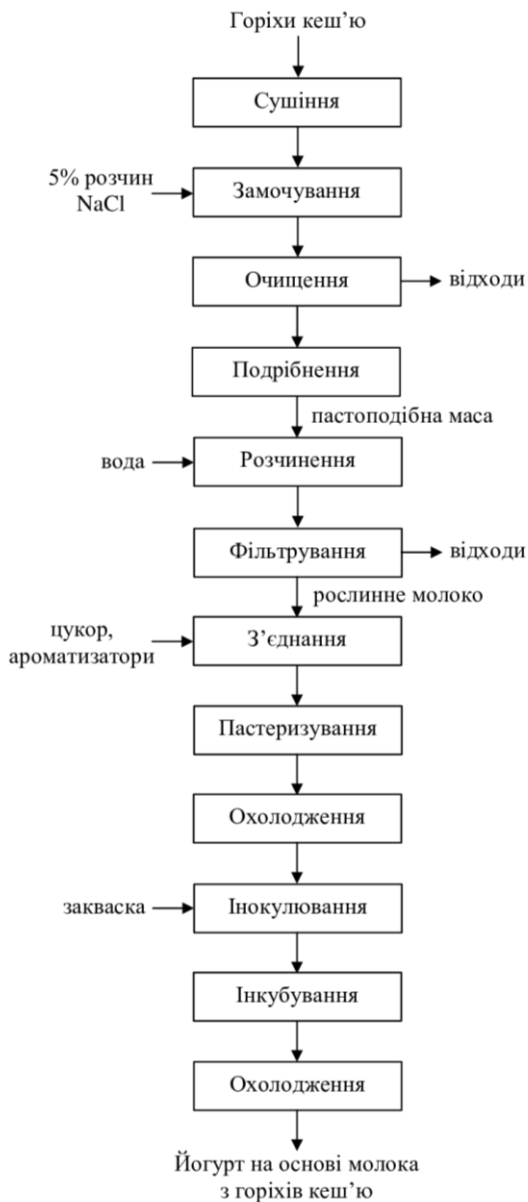 Горіхи кеш’ю
Сушіння
5% розчин
NaCl
Замочування
Очищення
відходи
Подрібнення
пастоподібна маса
вода
Розчинення
Фільтрування
відходи
рослинне молоко
цукор,
ароматизатори
З’єднання
Пастеризування
Охолодження
закваска
Інокулювання
Інкубування
Охолодження
Йогурт на основі молока
з горіхів кеш’ю